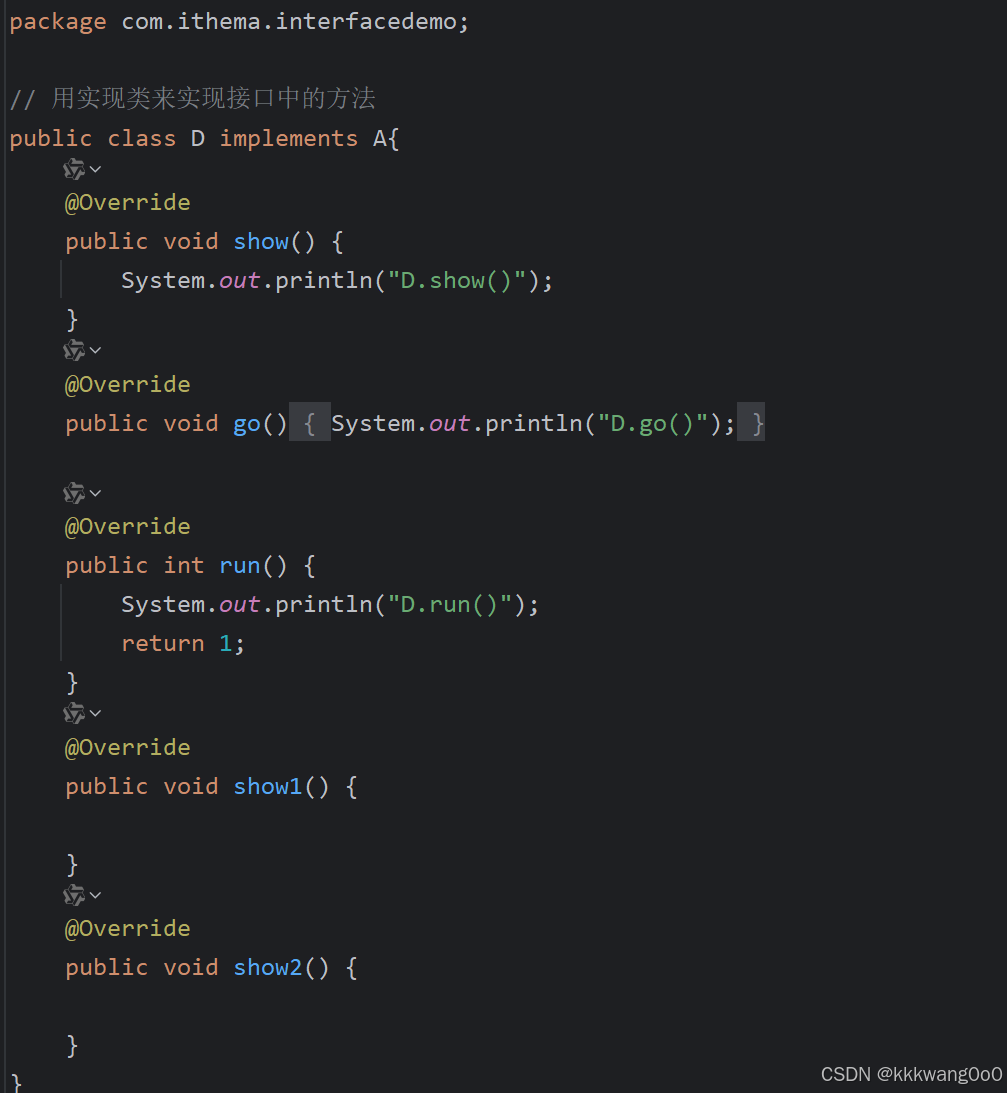 package com.ithema.interfacedemo;
// 用实现类来实现接口中的方法
public class D implements A{
@Override
public void show() {
System.out.println("D.show()");
}
@Override
public void go() { System.out.println("D.go()"); }
@Override
public int run() {
System.out.println("D.run()");
return 1;
}
@Override
public void show1() {
}
@Override
public void show2() {
}
}
CSDN @kkkwang0o0